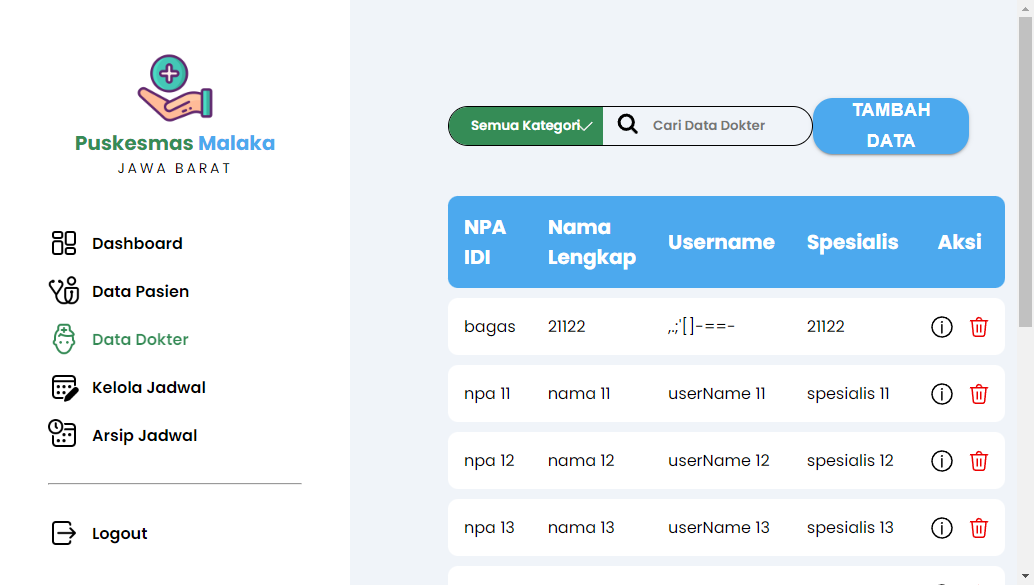 Puskesmas Malaka
JAWA BARAT
Dashboard
Data Pasien
Data Dokter
Kelola Jadwal
Arsip Jadwal
Logout
Semua Kategori
Cari Data Dokter
TAMBAH
DATA
NPA IDI Nama Lengkap Username Spesialis Aksi
bagas 21122 ,.;'[]-==- 21122
npa 11 nama 11 userName 11 spesialis 11
npa 12 nama 12 userName 12 spesialis 12
npa 13 nama 13 userName 13 spesialis 13